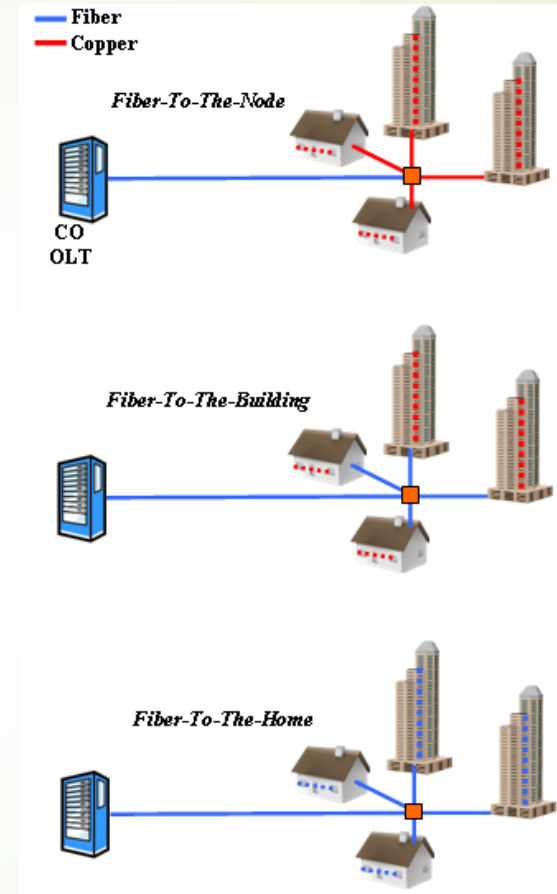 Fiber
Copper
Fiber-To-The-Node
CO
OLT
Fiber-To-The-Building
Fiber-To-The-Home